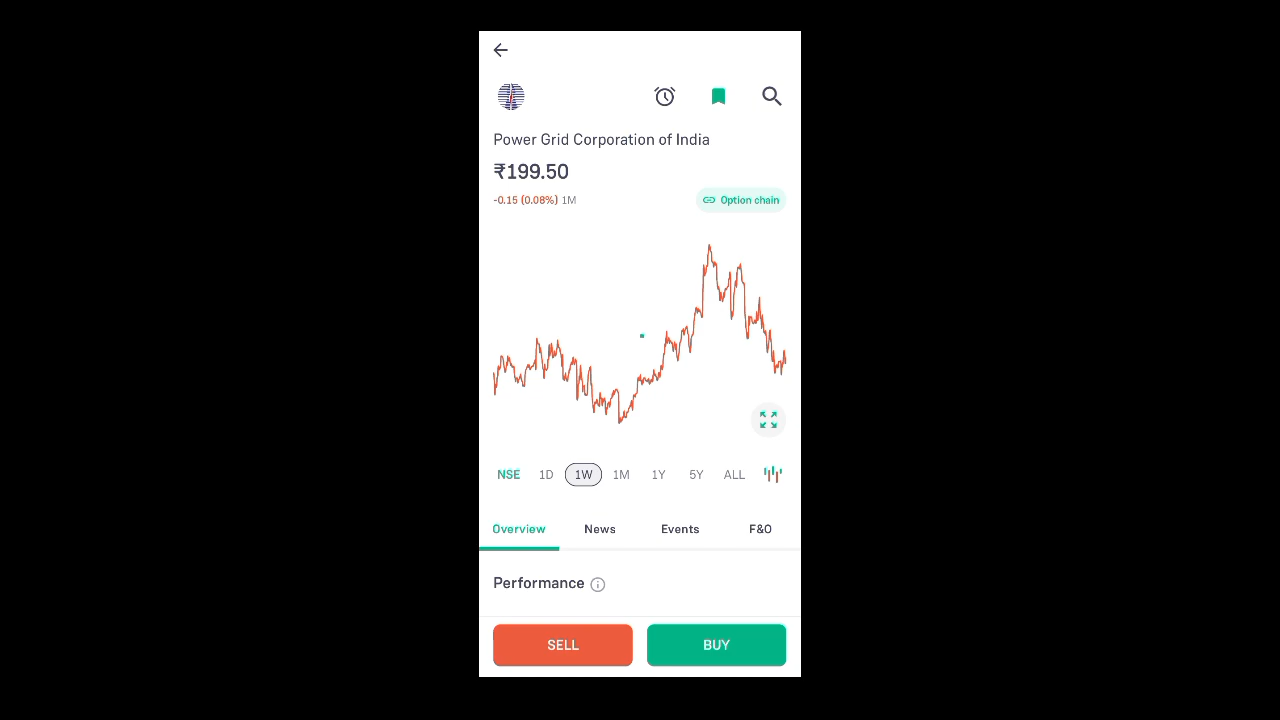 Power Grid Corporation of India
₹199.50
-0.15 (0.08%) 1M
Option chain
NSE 1D 1W 1M 1Y 5Y ALL
Overview News Events F&O
Performance
SELL BUY